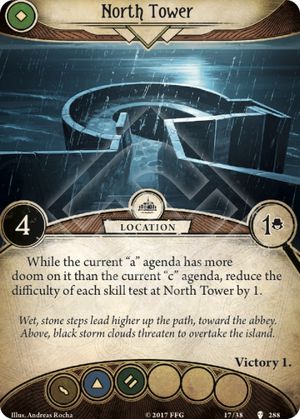 North Tower
4
LOCATION
1
While the current “a” agenda has more
doom on it than the current “c” agenda, reduce the
difficulty of each skill test at North Tower by 1.
Wet, stone steps lead higher up the path, toward the abbey.
Above, black storm clouds threaten to overtake the island.
Victory 1.
Illus. Andreas Rocha
© 2017 FFG
17/38
288